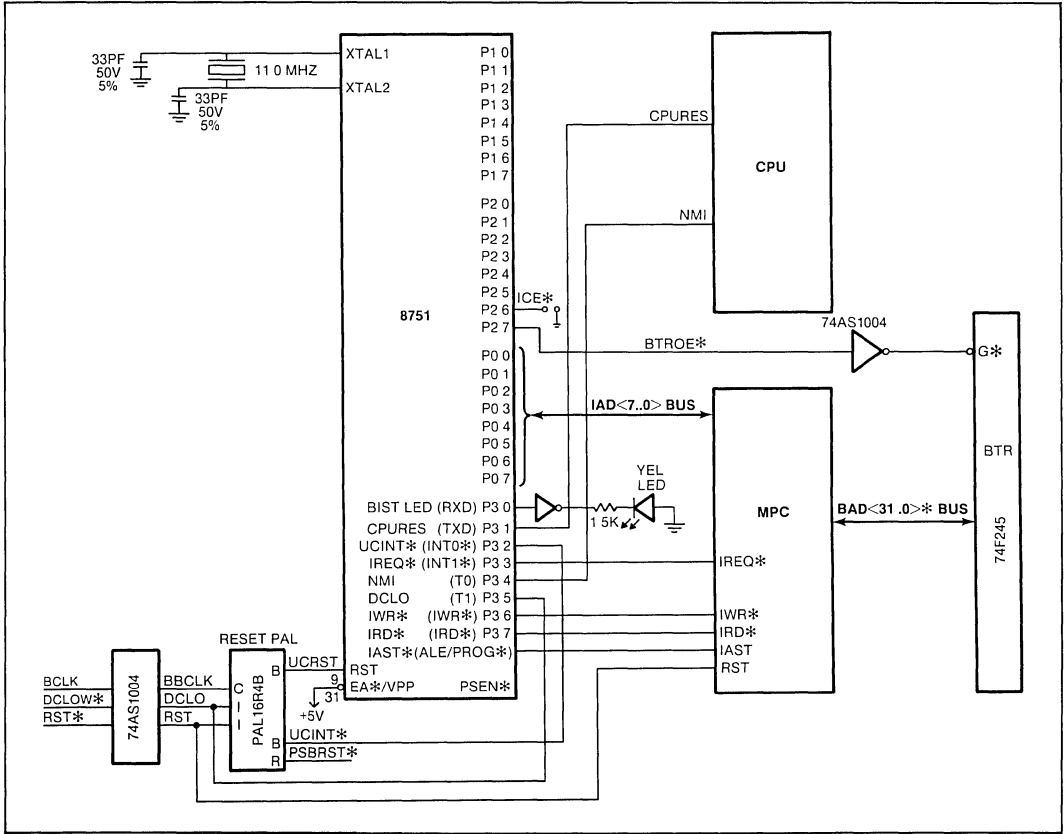 33PF
50V
5%
11 0 MHZ
33PF
50V
5%
XTAL1
XTAL2
8751
P1 0
P1 1
P1 2
P1 3
P1 4
P1 5
P1 6
P1 7
P2 0
P2 1
P2 2
P2 3
P2 4
P2 5
P2 6
P2 7
P0 0
P0 1
P0 2
P0 3
P0 4
P0 5
P0 6
P0 7
BIST LED (RXD) P3 0
CPURES (TXD) P3 1
UCINT* (INT0*) P3 2
IREQ* (INT1*) P3 3
NMI (T0) P3 4
DCLO (T1) P3 5
IWR* (IWR*) P3 6
IRD* (IRD*) P3 7
IAST* (ALE/PROG*)
RST
EA*/VPP PSEN*
9
31
+5V
ICE*
CPURES
NMI
CPU
74AS1004
BTROE*
G*
BTR
74F245
IAD<7..0> BUS
YEL
LED
1 5K
MPC
BAD<31 .0>* BUS
IREQ*
IWR*
IRD*
IAST
RST
RESET PAL
BCLK
DCLOW*
RST*
74AS1004
BBCLK
DCLO
RST
C
I
I
PAL16R4B
B
UCRST
B
UCINT*
R
PSBRST*